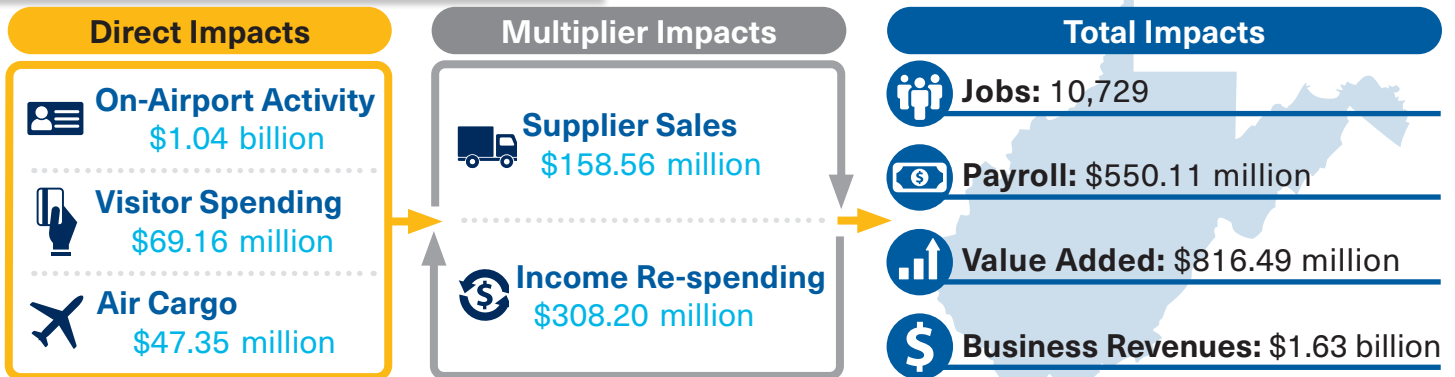 Direct Impacts
On-Airport Activity
$1.04 billion
Visitor Spending
$69.16 million
Air Cargo
$47.35 million
Multiplier Impacts
Supplier Sales
$158.56 million
Income Re-spending
$308.20 million
Total Impacts
Jobs: 10,729
Payroll: $550.11 million
Value Added: $816.49 million
Business Revenues: $1.63 billion